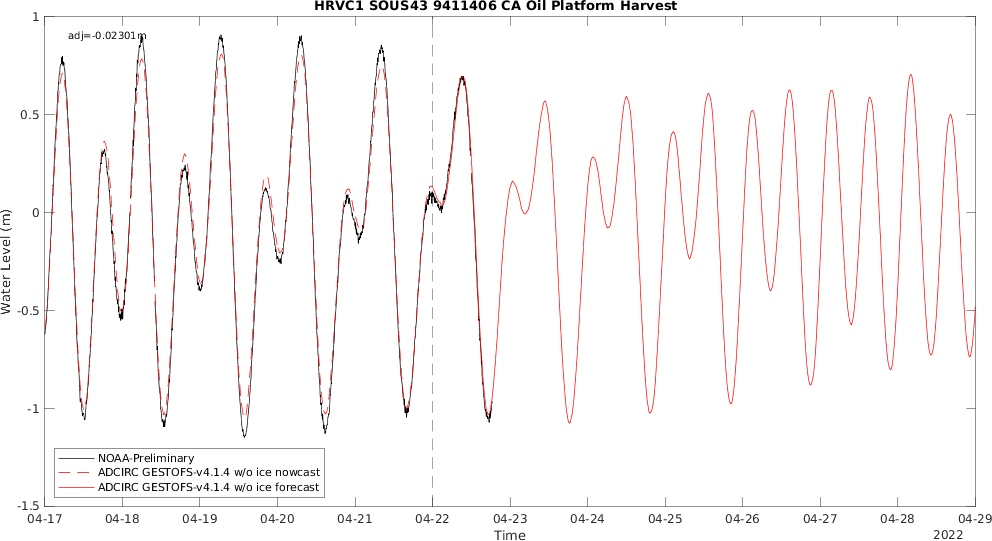 HRVC1 SOUS43 9411406 CA Oil Platform Harvest
adj=-0.02301m
1
0.5
0
-0.5
-1
-1.5
Water Level (m)
NOAA-Preliminary
ADCIRC GESTOFS-v4.1.4 w/o ice nowcast
ADCIRC GESTOFS-v4.1.4 w/o ice forecast
04-17 04-18 04-19 04-20 04-21 04-22 04-23 04-24 04-25 04-26 04-27 04-28 04-29
Time
2022